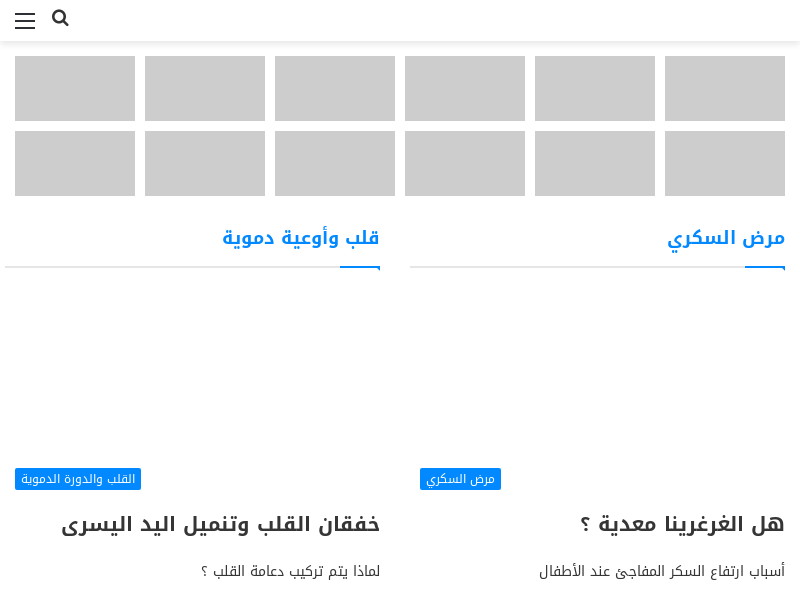 مرض السكري
قلب وأوعية دموية
مرض السكري
القلب والدورة الدموية
هل الغرغرينا معدية ؟
خفقان القلب وتنميل اليد اليسرى
أسباب ارتفاع السكر المفاجئ عند الأطفال
لماذا يتم تركيب دعامة القلب ؟